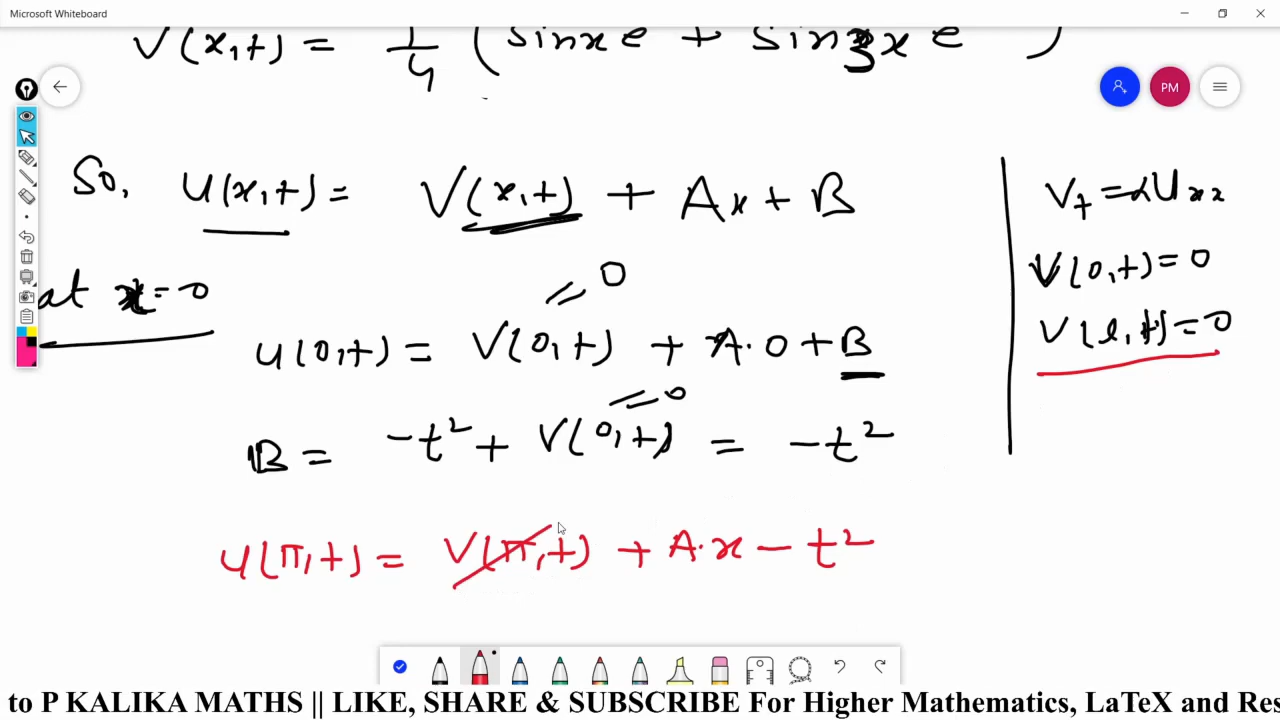 Microsoft Whiteboard
V(x,t) = 1/4 (sinx e + sin3x e )
PM
So, u(x,t) = V(x,t) + Ax + B
at x=0
= 0
u(0,t) = V(0,t) + A·0 + B
= 0
B = -t² + V(0,t) = -t²
u(π,t) = V(π,t) + A·x - t²
V_t = αU_xx
V(0,t) = 0
V(l,t) = 0
to P KALIKA MATHS || LIKE, SHARE & SUBSCRIBE For Higher Mathematics, LaTeX and Res